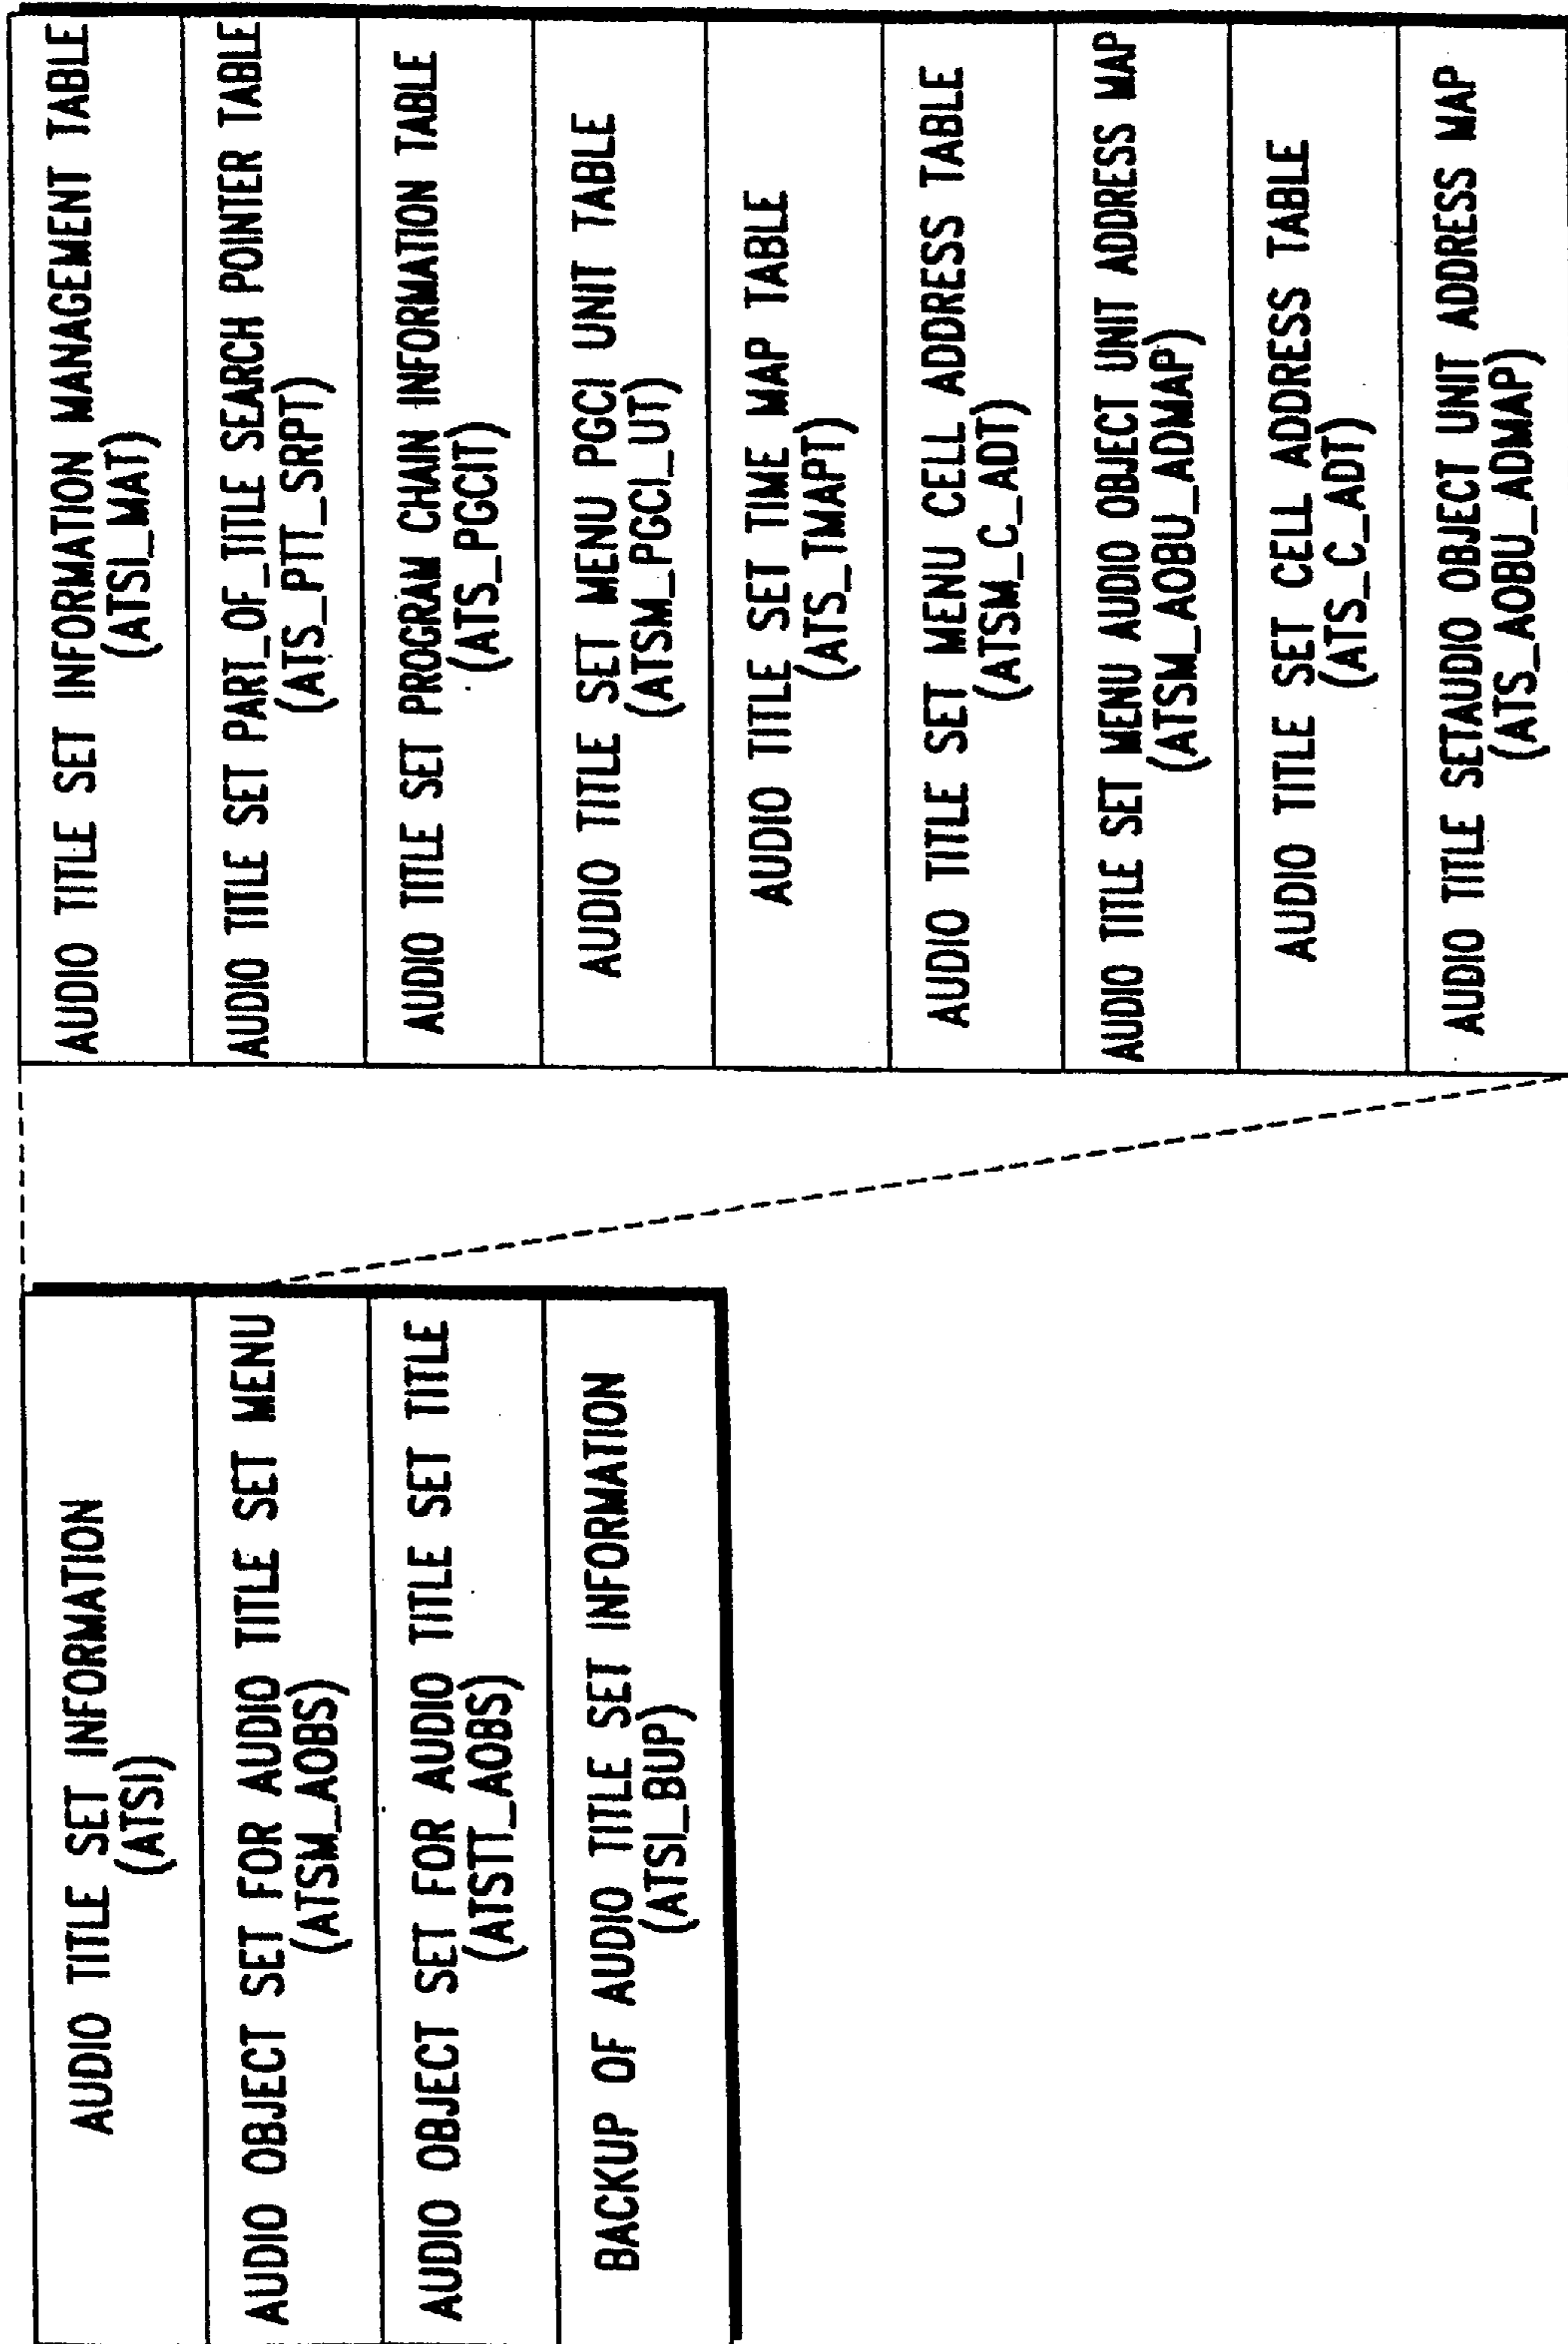 AUDIO TITLE SET INFORMATION
(ATSI)
AUDIO OBJECT SET FOR AUDIO TITLE SET MENU
(ATSM_AOBS)
AUDIO OBJECT SET FOR AUDIO TITLE SET TITLE
(ATSTT_AOBS)
BACKUP OF AUDIO TITLE SET INFORMATION
(ATSI_BUP)
AUDIO TITLE SET INFORMATION MANAGEMENT TABLE
(ATSI_MAT)
AUDIO TITLE SET PART_OF_TITLE SEARCH POINTER TABLE
(ATS_PTT_SRPT)
AUDIO TITLE SET PROGRAM CHAIN INFORMATION TABLE
(ATS_PGCIT)
AUDIO TITLE SET MENU PGCI UNIT TABLE
(ATSM_PGCI_UT)
AUDIO TITLE SET TIME MAP TABLE
(ATS_TMAPT)
AUDIO TITLE SET MENU CELL ADDRESS TABLE
(ATSM_C_ADT)
AUDIO TITLE SET MENU AUDIO OBJECT UNIT ADDRESS MAP
(ATSM_AOBU_ADMAP)
AUDIO TITLE SET CELL ADDRESS TABLE
(ATS_C_ADT)
AUDIO TITLE SETAUDIO OBJECT UNIT ADDRESS MAP
(ATS_AOBU_ADMAP)